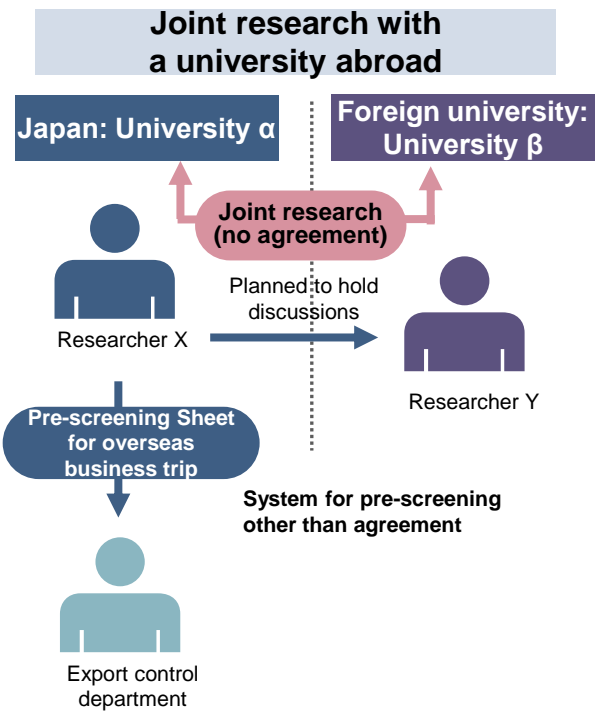 Joint research with
a university abroad
Japan: University α
Foreign university:
University β
Joint research
(no agreement)
Planned to hold
discussions
Researcher X
Researcher Y
Pre-screening Sheet
for overseas
business trip
System for pre-screening
other than agreement
Export control
department